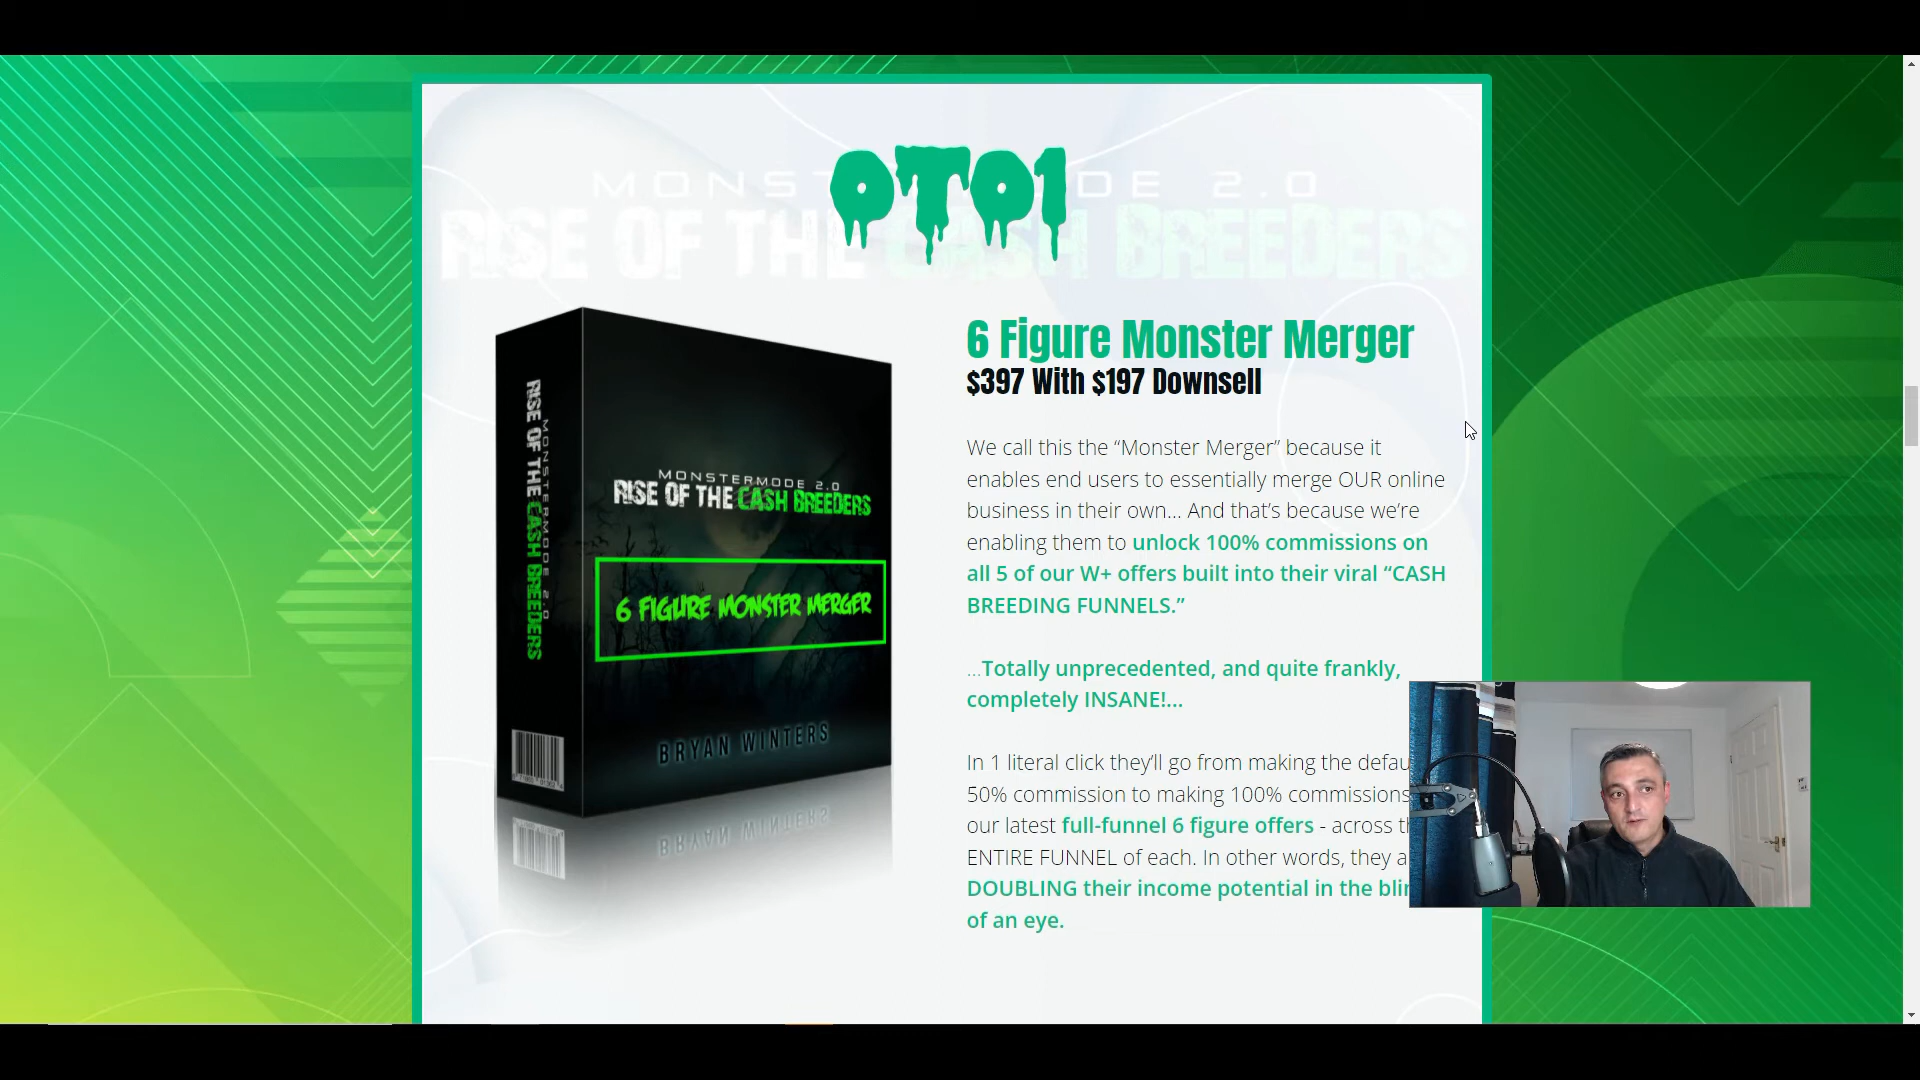 MONSTERMODE 2.0
RISE OF THE CASH BREEDERS
OTO1
6 Figure Monster Merger
$397 With $197 Downsell
We call this the “Monster Merger” because it
enables end users to essentially merge OUR online
business in their own... And that’s because we’re
enabling them to unlock 100% commissions on
all 5 of our W+ offers built into their viral “CASH
BREEDING FUNNELS.”
...Totally unprecedented, and quite frankly,
completely INSANE!...
In 1 literal click they’ll go from making the
50% commission to making 100% commissions
our latest full-funnel 6 figure offers - across
ENTIRE FUNNEL of each. In other words, they
DOUBLING their income potential in the
of an eye.
MONSTERMODE 2.0
RISE OF THE CASH BREEDERS
MONSTERMODE 2.0
RISE OF THE CASH BREEDERS
6 FIGURE MONSTER MERGER
BRYAN WINTERS
BRYAN WINTERS